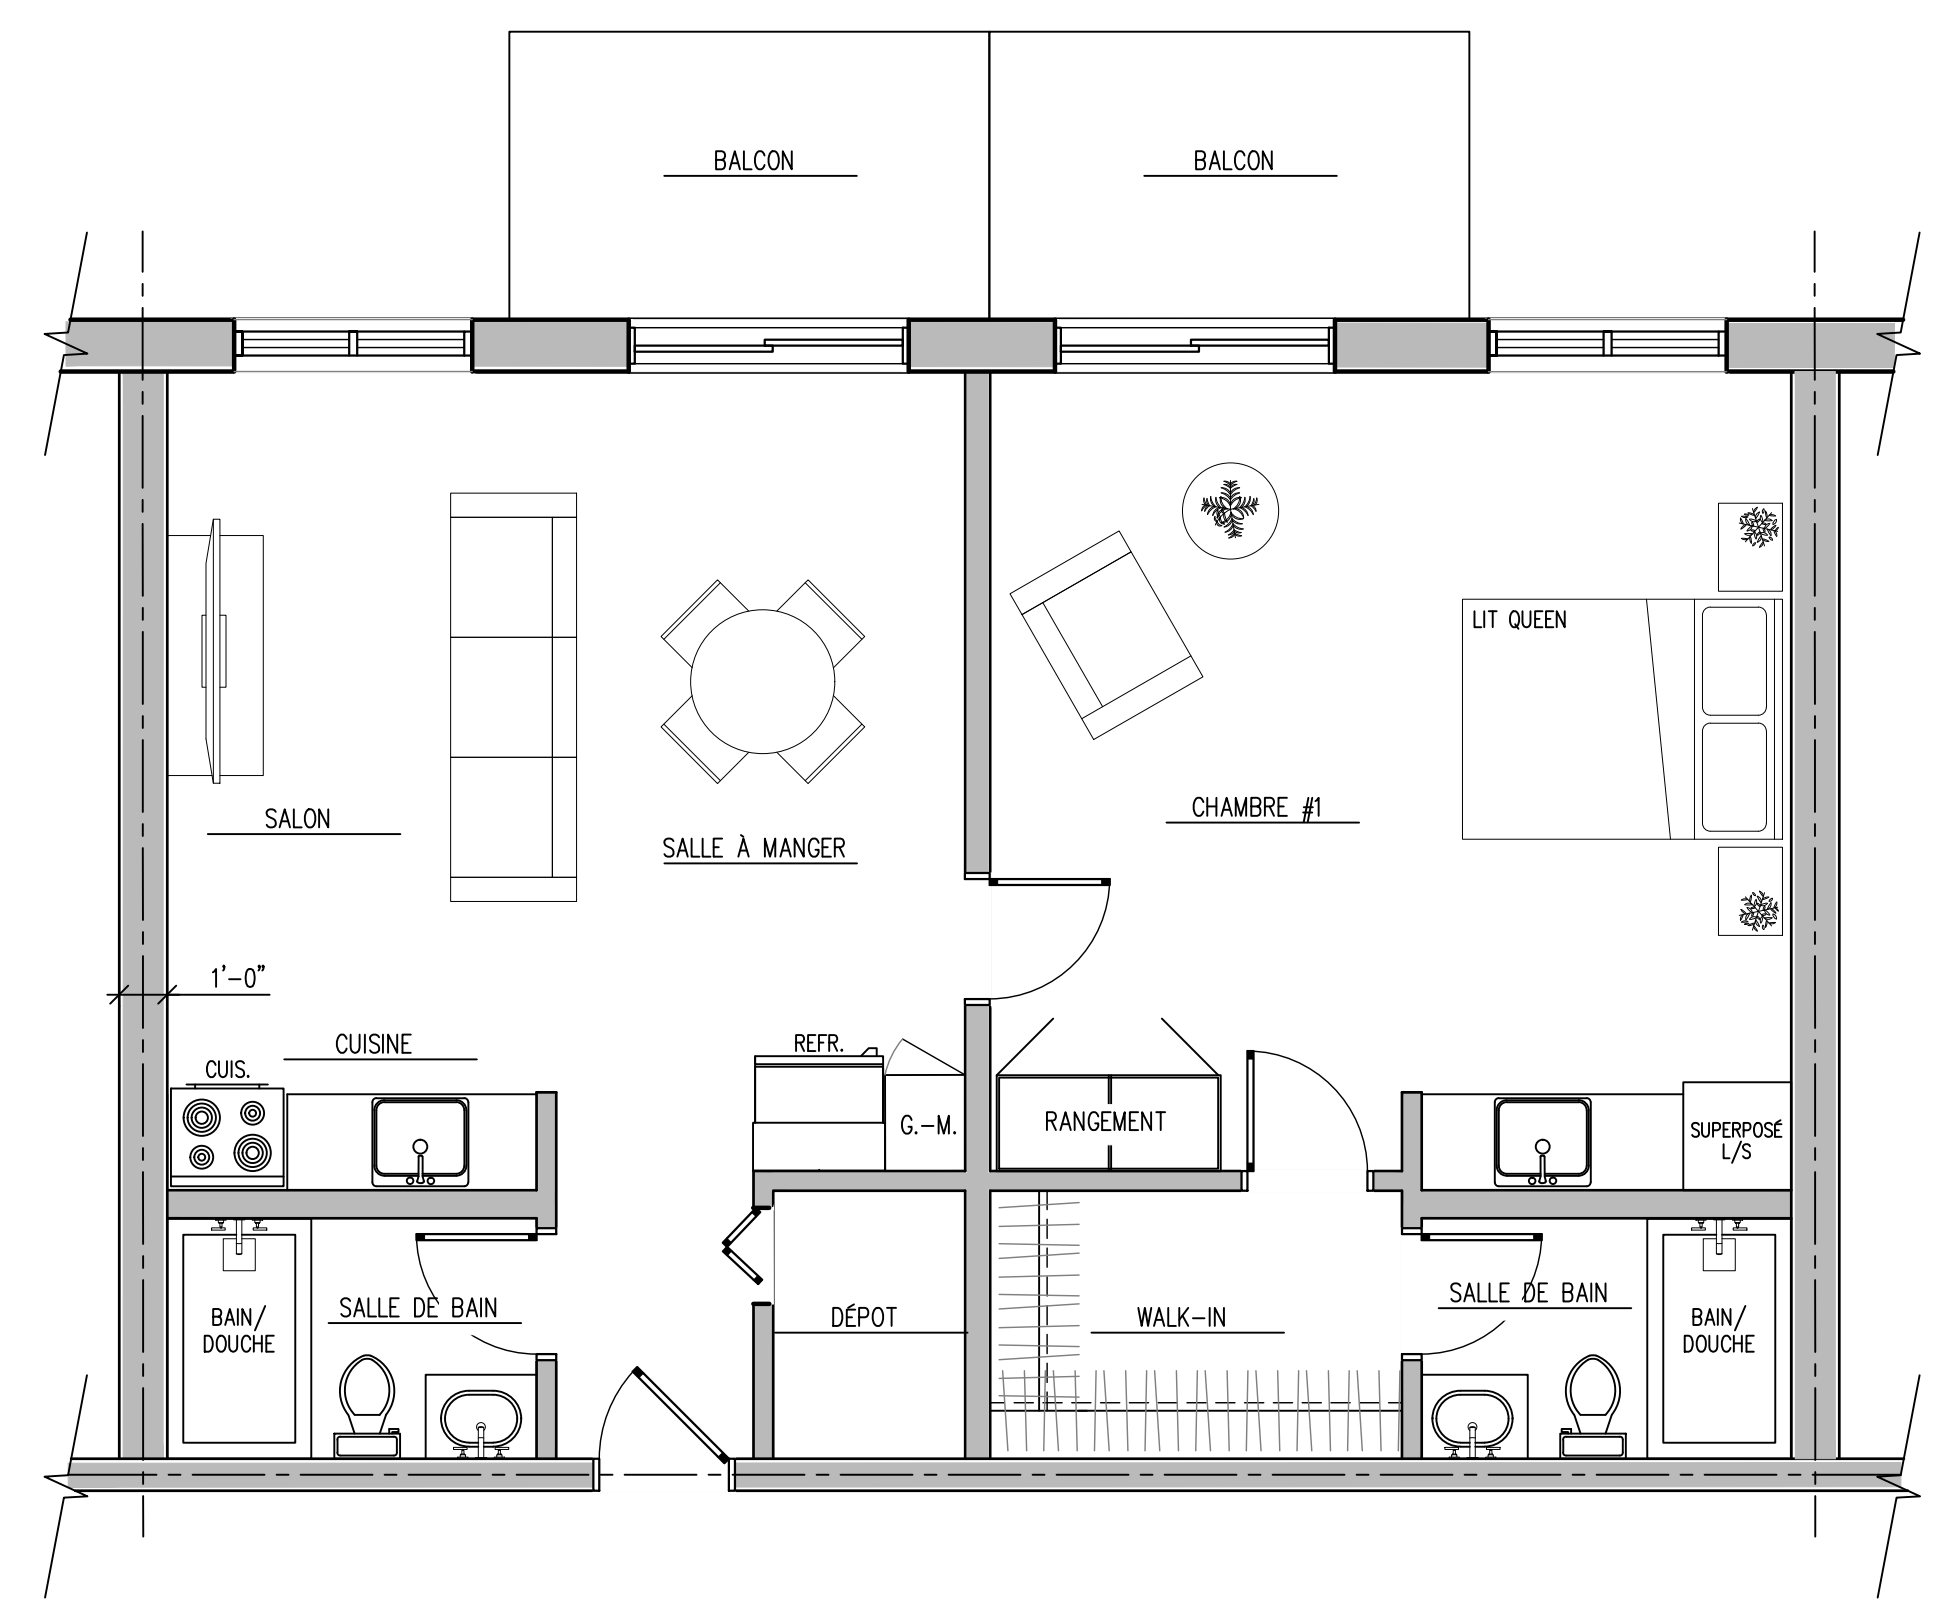 BALCON
BALCON
LIT QUEEN
SALON
SALLE À MANGER
CHAMBRE #1
1'-0"
CUISINE
CUIS.
REFR.
G.-M.
RANGEMENT
SUPERPOSÉ
L/S
BAIN/
DOUCHE
SALLE DE BAIN
DÉPOT
WALK-IN
SALLE DE BAIN
BAIN/
DOUCHE